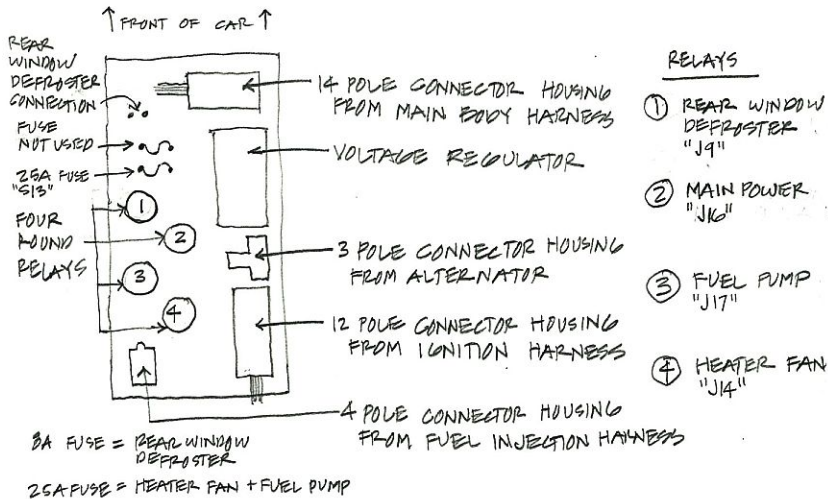 FRONT OF CAR
REAR
WINDOW
DEFROSTER
CONNECTION
FUSE
NOT USED
25A FUSE
"S13"
FOUR
ROUND
RELAYS
1
2
3
4
14 POLE CONNECTOR HOUSING
FROM MAIN BODY HARNESS
VOLTAGE REGULATOR
3 POLE CONNECTOR HOUSING
FROM ALTERNATOR
12 POLE CONNECTOR HOUSING
FROM IGNITION HARNESS
4 POLE CONNECTOR HOUSING
FROM FUEL INJECTION HARNESS
8A FUSE = REAR WINDOW
DEFROSTER
25A FUSE = HEATER FAN + FUEL PUMP
RELAYS
1 REAR WINDOW
DEFROSTER
"J9"
2 MAIN POWER
"J16"
3 FUEL PUMP
"J17"
4 HEATER FAN
"J14"